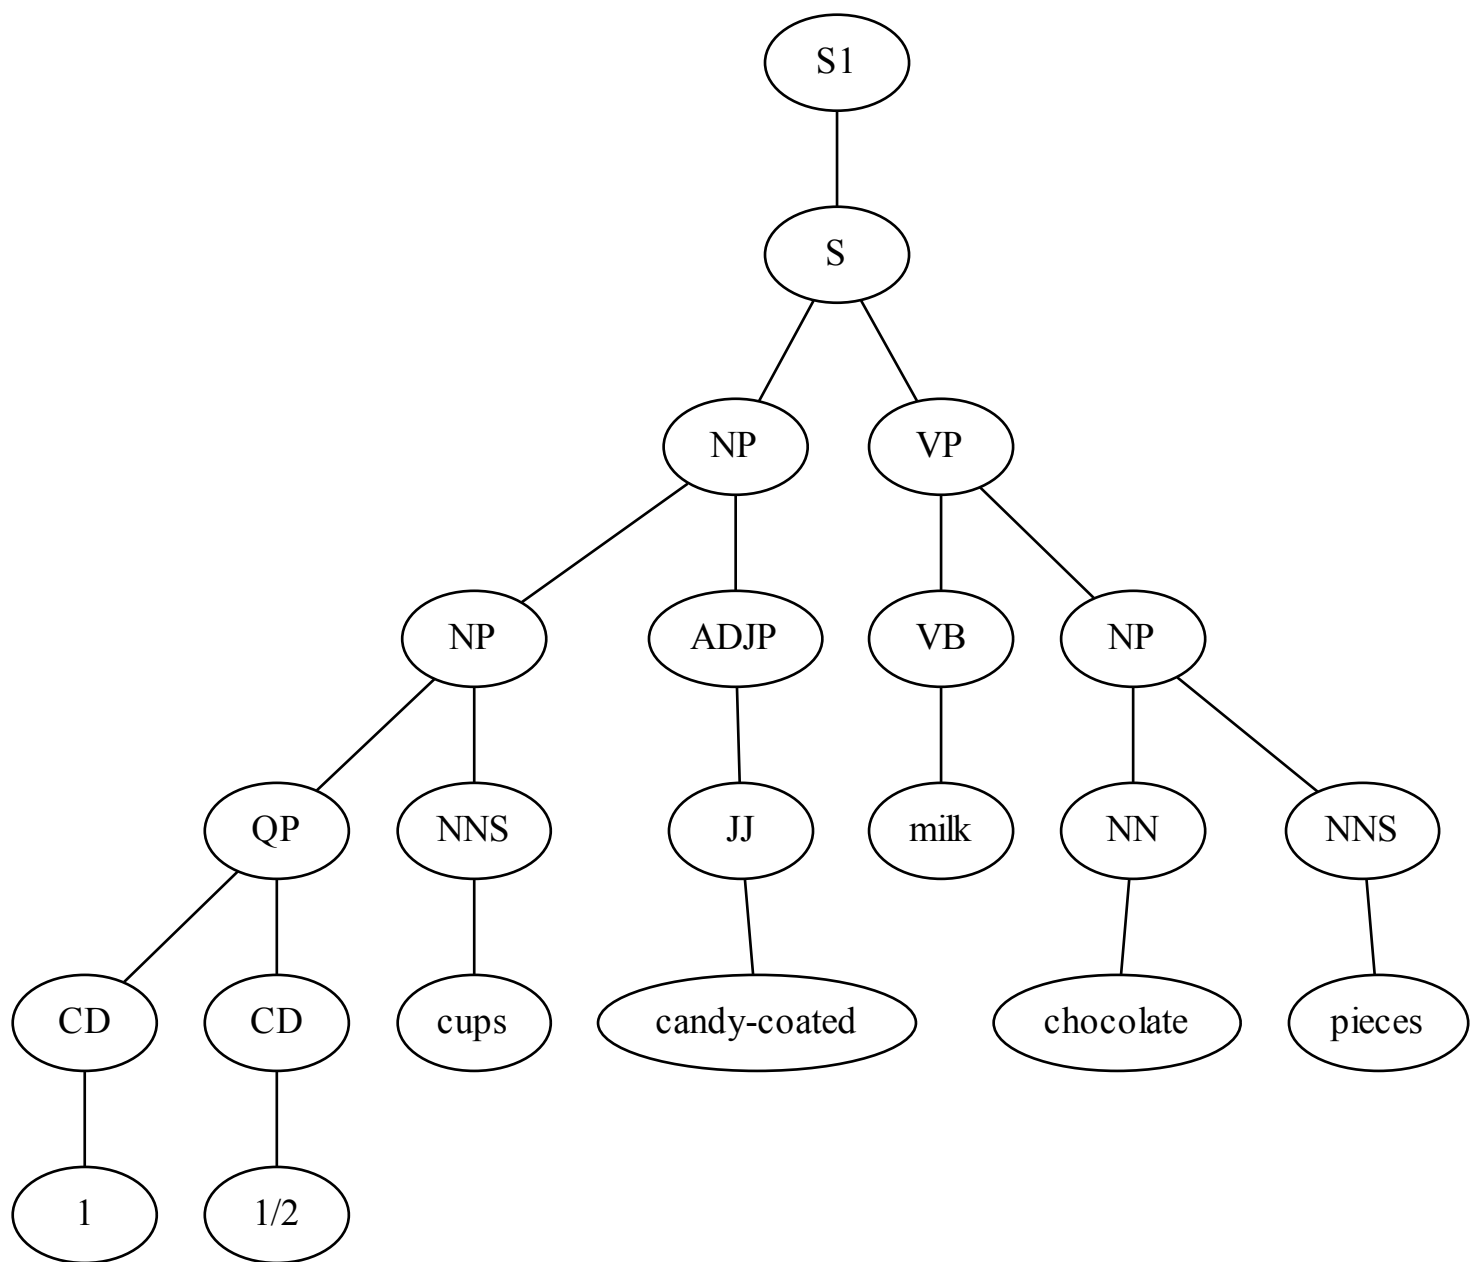 S1
S
NP VP
NP ADJP VB NP
QP NNS JJ milk NN NNS
CD CD cups candy-coated chocolate pieces
1 1/2